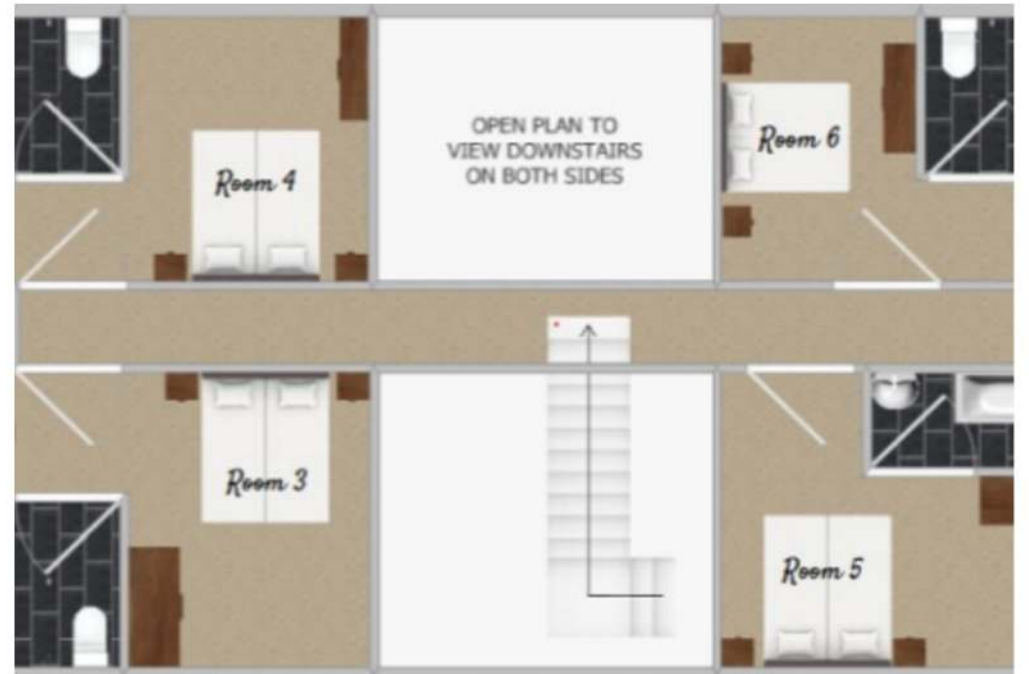 Room 4
OPEN PLAN TO
VIEW DOWNSTAIRS
ON BOTH SIDES
Room 6
Room 3
Room 5